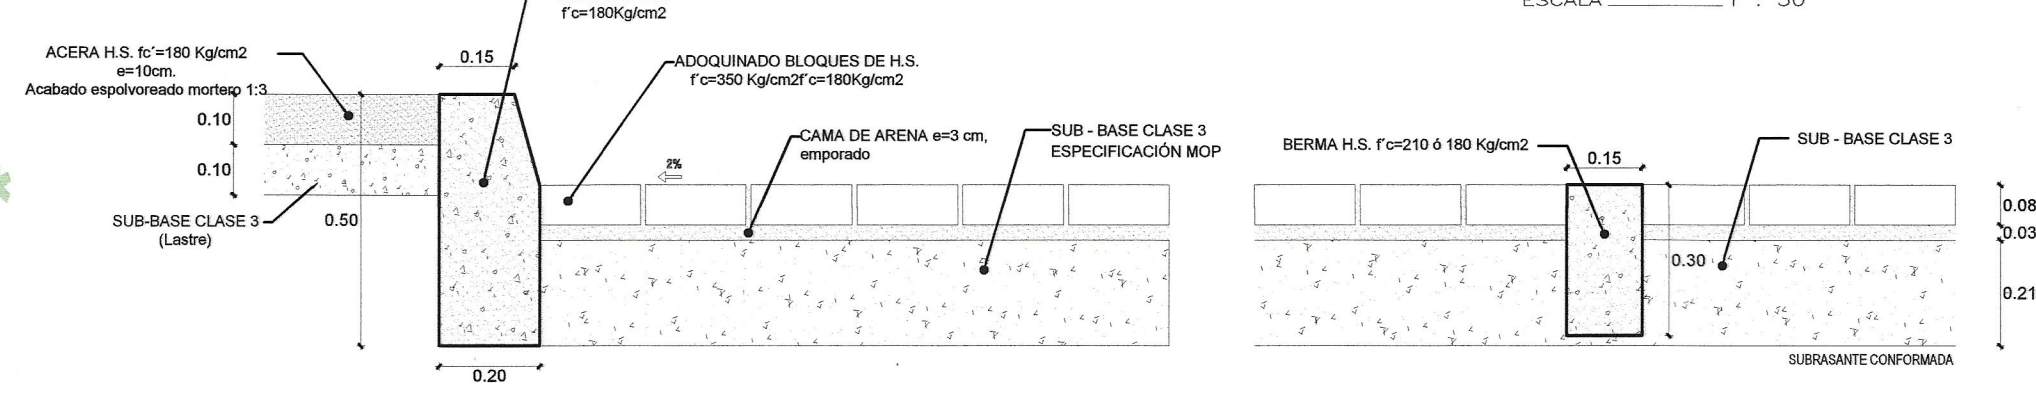 f´c=180Kg/cm2
ESCALA
ACERA H.S. fc´=180 Kg/cm2
e=10cm.
Acabado espolvoreado mortero 1:3
0.10
0.10
SUB-BASE CLASE 3
(Lastre)
0.50
0.15
0.20
ADOQUINADO BLOQUES DE H.S.
f´c=350 Kg/cm2f´c=180Kg/cm2
2%
CAMA DE ARENA e=3 cm,
emporado
SUB - BASE CLASE 3
ESPECIFICACIÓN MOP
BERMA H.S. f´c=210 ó 180 Kg/cm2
0.15
SUB - BASE CLASE 3
0.30
0.08
0.03
0.21
SUBRASANTE CONFORMADA